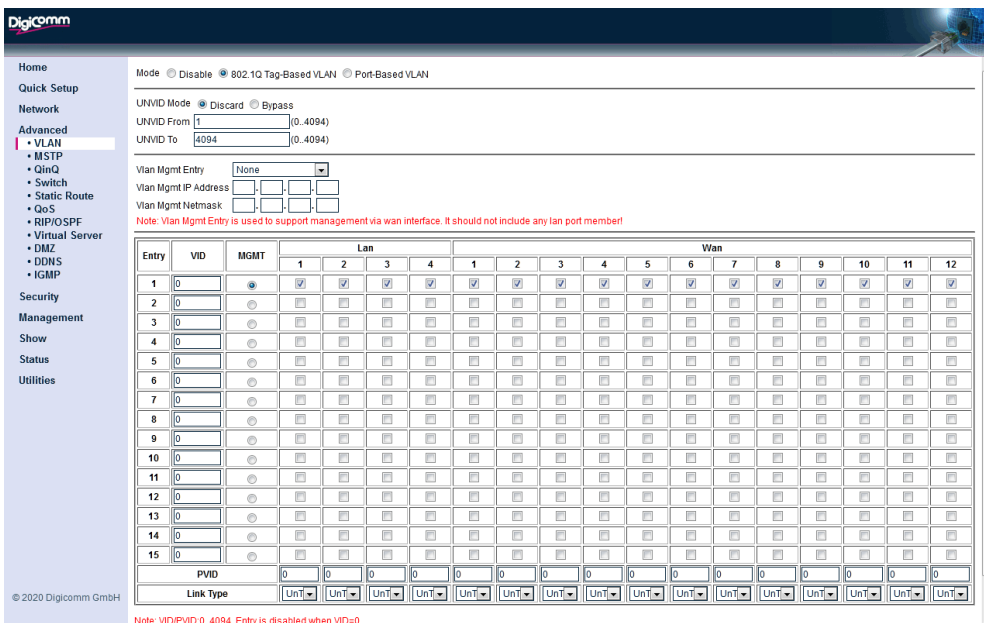 Digicomm
Home
Quick Setup
Network
Advanced
• VLAN
• MSTP
• QinQ
• Switch
• Static Route
• QoS
• RIP/OSPF
• Virtual Server
• DMZ
• DDNS
• IGMP
Security
Management
Show
Status
Utilities
© 2020 Digicomm GmbH
Mode Disable 802.1Q Tag-Based VLAN Port-Based VLAN
UNVID Mode Discard Bypass
UNVID From 1 (0..4094)
UNVID To 4094 (0..4094)
Vlan Mgmt Entry None
Vlan Mgmt IP Address . . .
Vlan Mgmt Netmask . . .
Note: Vlan Mgmt Entry is used to support management via wan interface. It should not include any lan port member!
Entry VID MGMT Lan Wan
1 2 3 4 1 2 3 4 5 6 7 8 9 10 11 12
1 0
2 0
3 0
4 0
5 0
6 0
7 0
8 0
9 0
10 0
11 0
12 0
13 0
14 0
15 0
PVID 0 0 0 0 0 0 0 0 0 0 0 0 0 0 0 0
Link Type UnT UnT UnT UnT UnT UnT UnT UnT UnT UnT UnT UnT UnT UnT UnT UnT
Note: VID/PVID:0..4094. Entry is disabled when VID=0